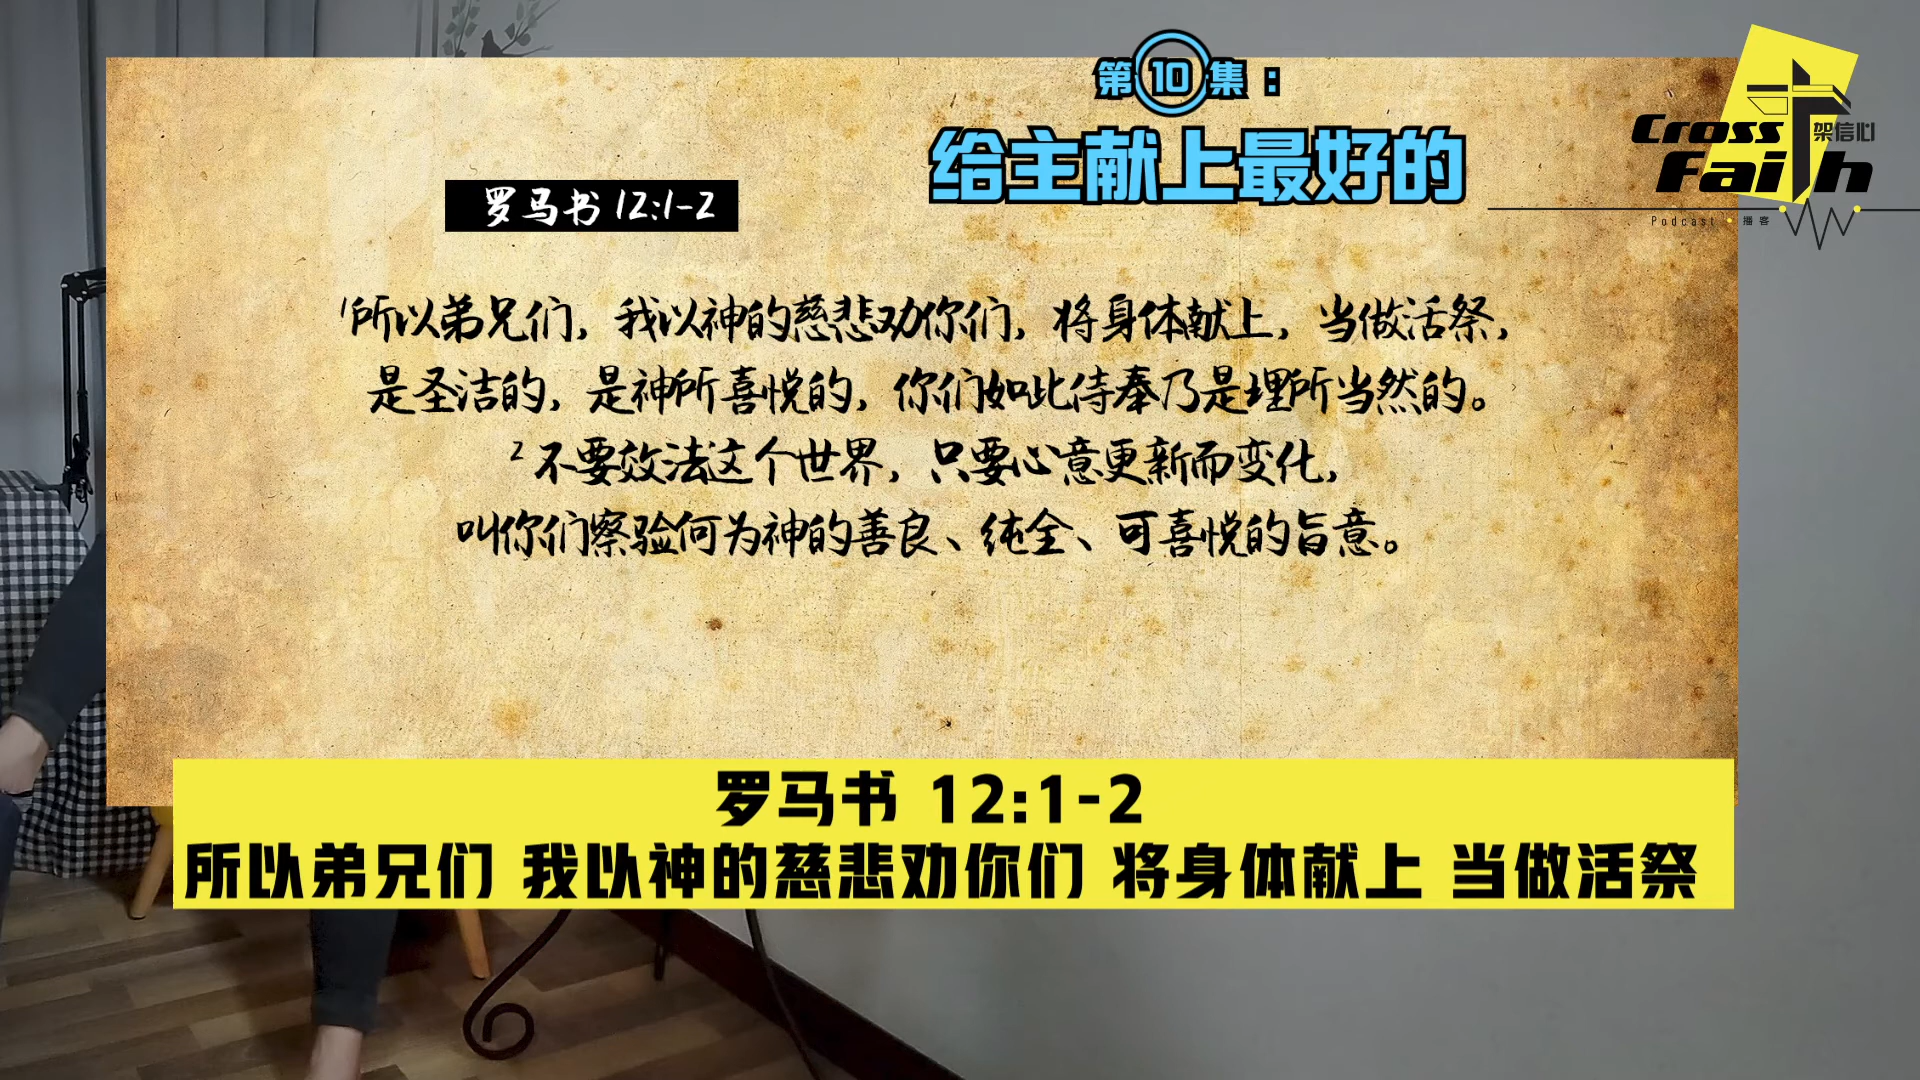 第10集：
给主献上最好的
Cross 架信心
Faith
Podcast • 播客
罗马书 12:1-2
1所以弟兄们，我以神的慈悲劝你们，将身体献上，当做活祭，
是圣洁的，是神所喜悦的，你们如此侍奉乃是理所当然的。
2 不要效法这个世界，只要心意更新而变化，
叫你们察验何为神的善良、纯全、可喜悦的旨意。
罗马书 12:1-2
所以弟兄们 我以神的慈悲劝你们 将身体献上 当做活祭